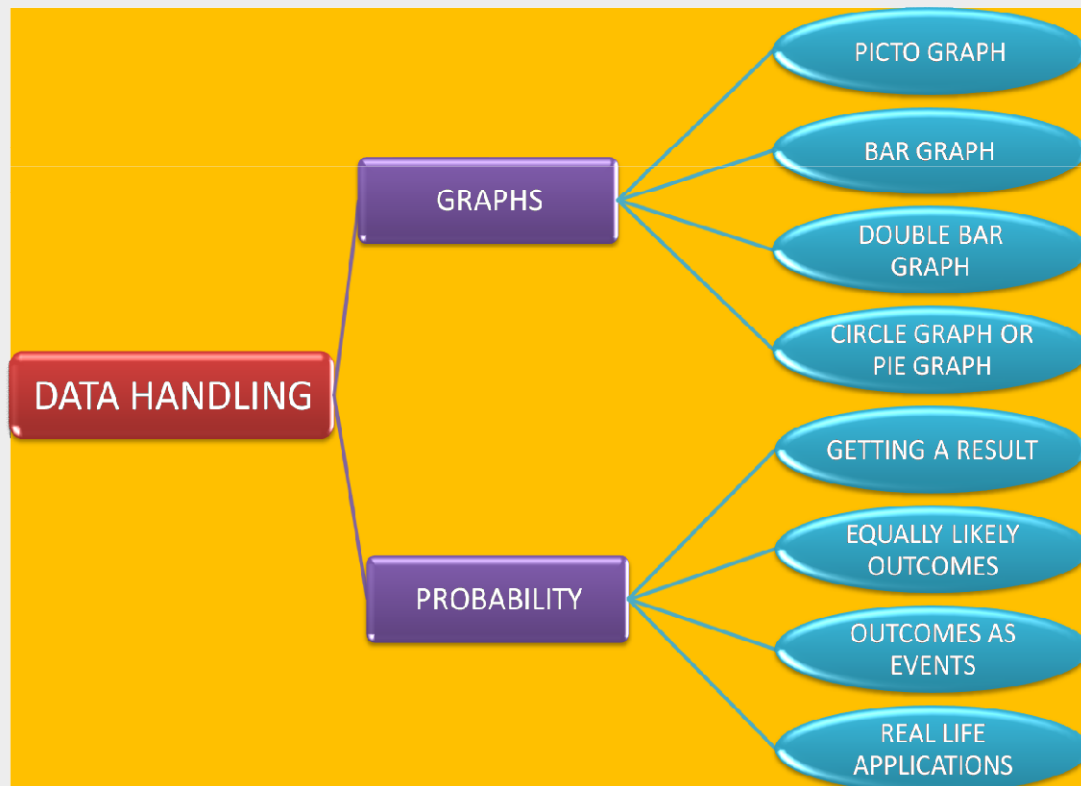 DATA HANDLING
GRAPHS
PICTO GRAPH
BAR GRAPH
DOUBLE BAR
GRAPH
CIRCLE GRAPH OR
PIE GRAPH
PROBABILITY
GETTING A RESULT
EQUALLY LIKELY
OUTCOMES
OUTCOMES AS
EVENTS
REAL LIFE
APPLICATIONS